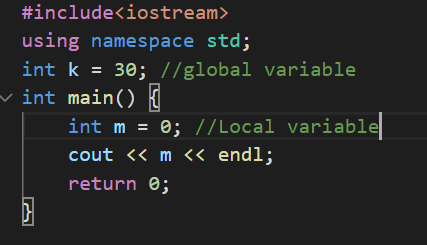 #include<iostream>
using namespace std;
int k = 30; //global variable
int main() {
int m = 0; //Local variable
cout << m << endl;
return 0;
}